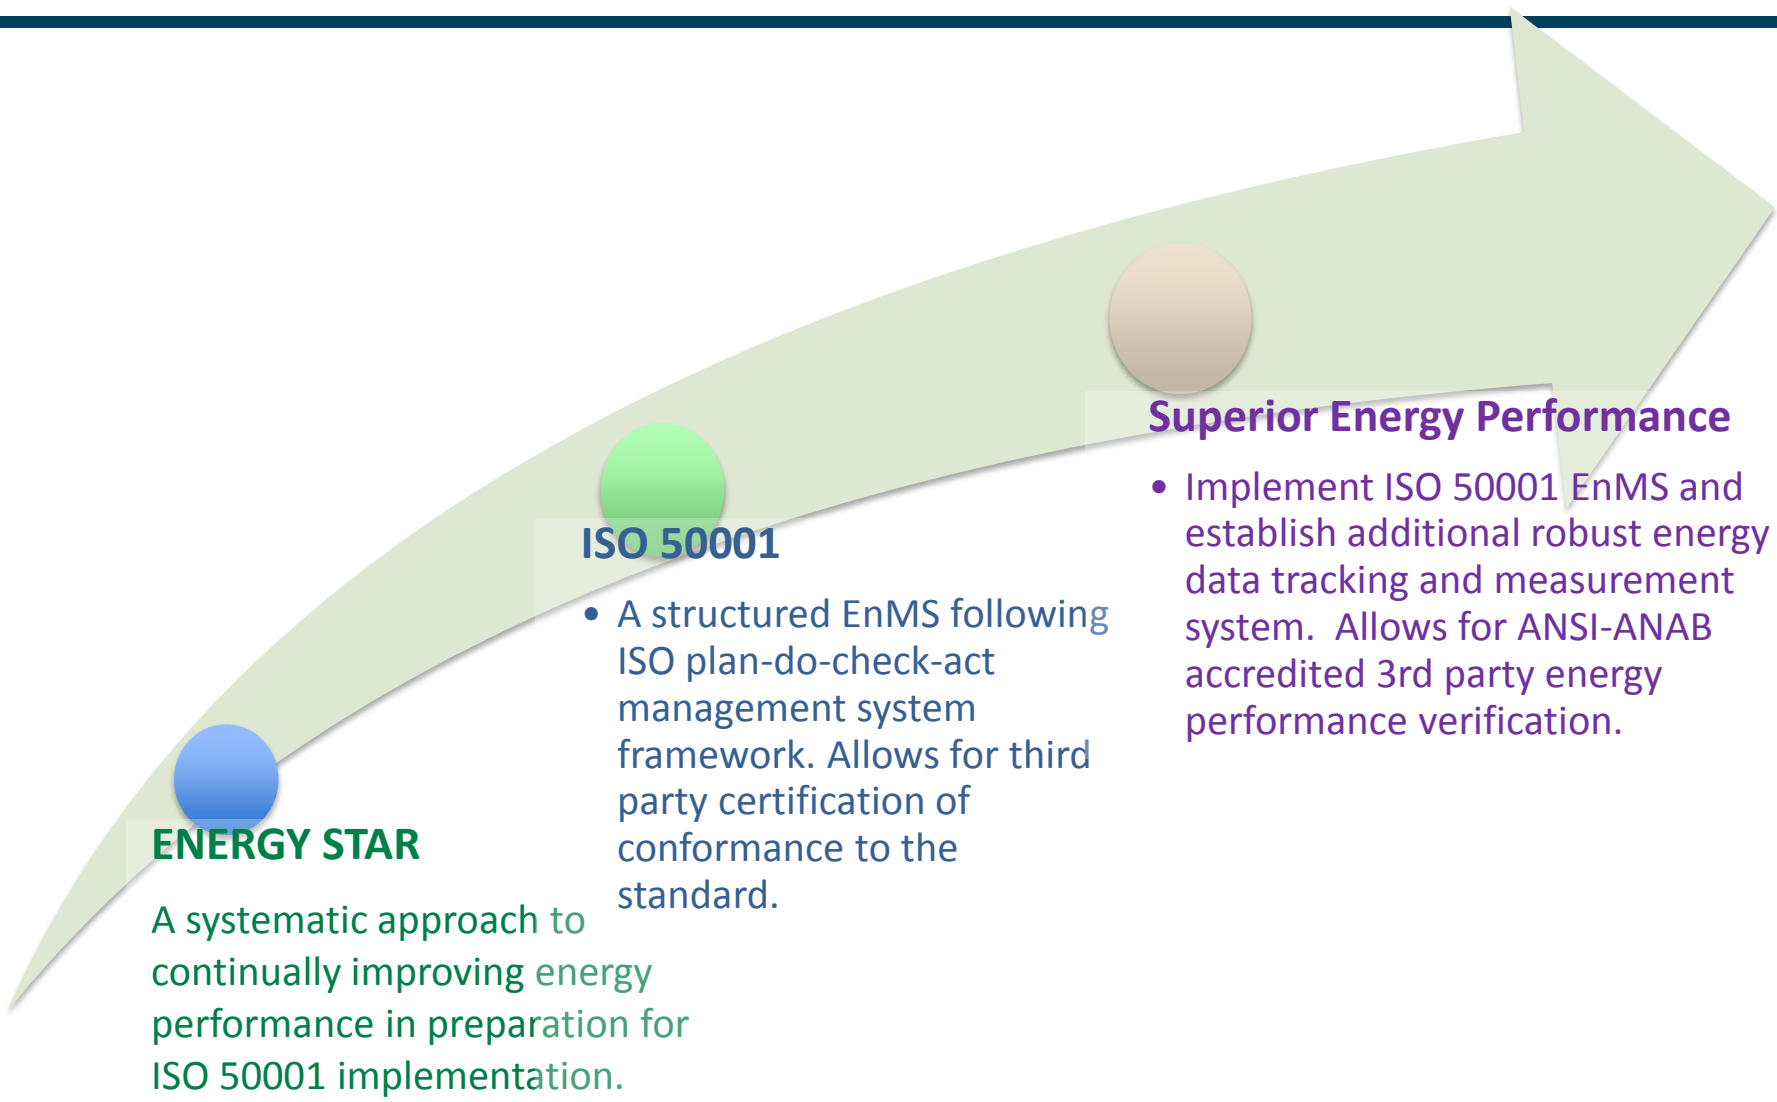 ENERGY STAR
A systematic approach to
continually improving energy
performance in preparation for
ISO 50001 implementation.
ISO 50001
• A structured EnMS following
ISO plan-do-check-act
management system
framework. Allows for third
party certification of
conformance to the
standard.
Superior Energy Performance
• Implement ISO 50001 EnMS and
establish additional robust energy
data tracking and measurement
system.  Allows for ANSI-ANAB
accredited 3rd party energy
performance verification.